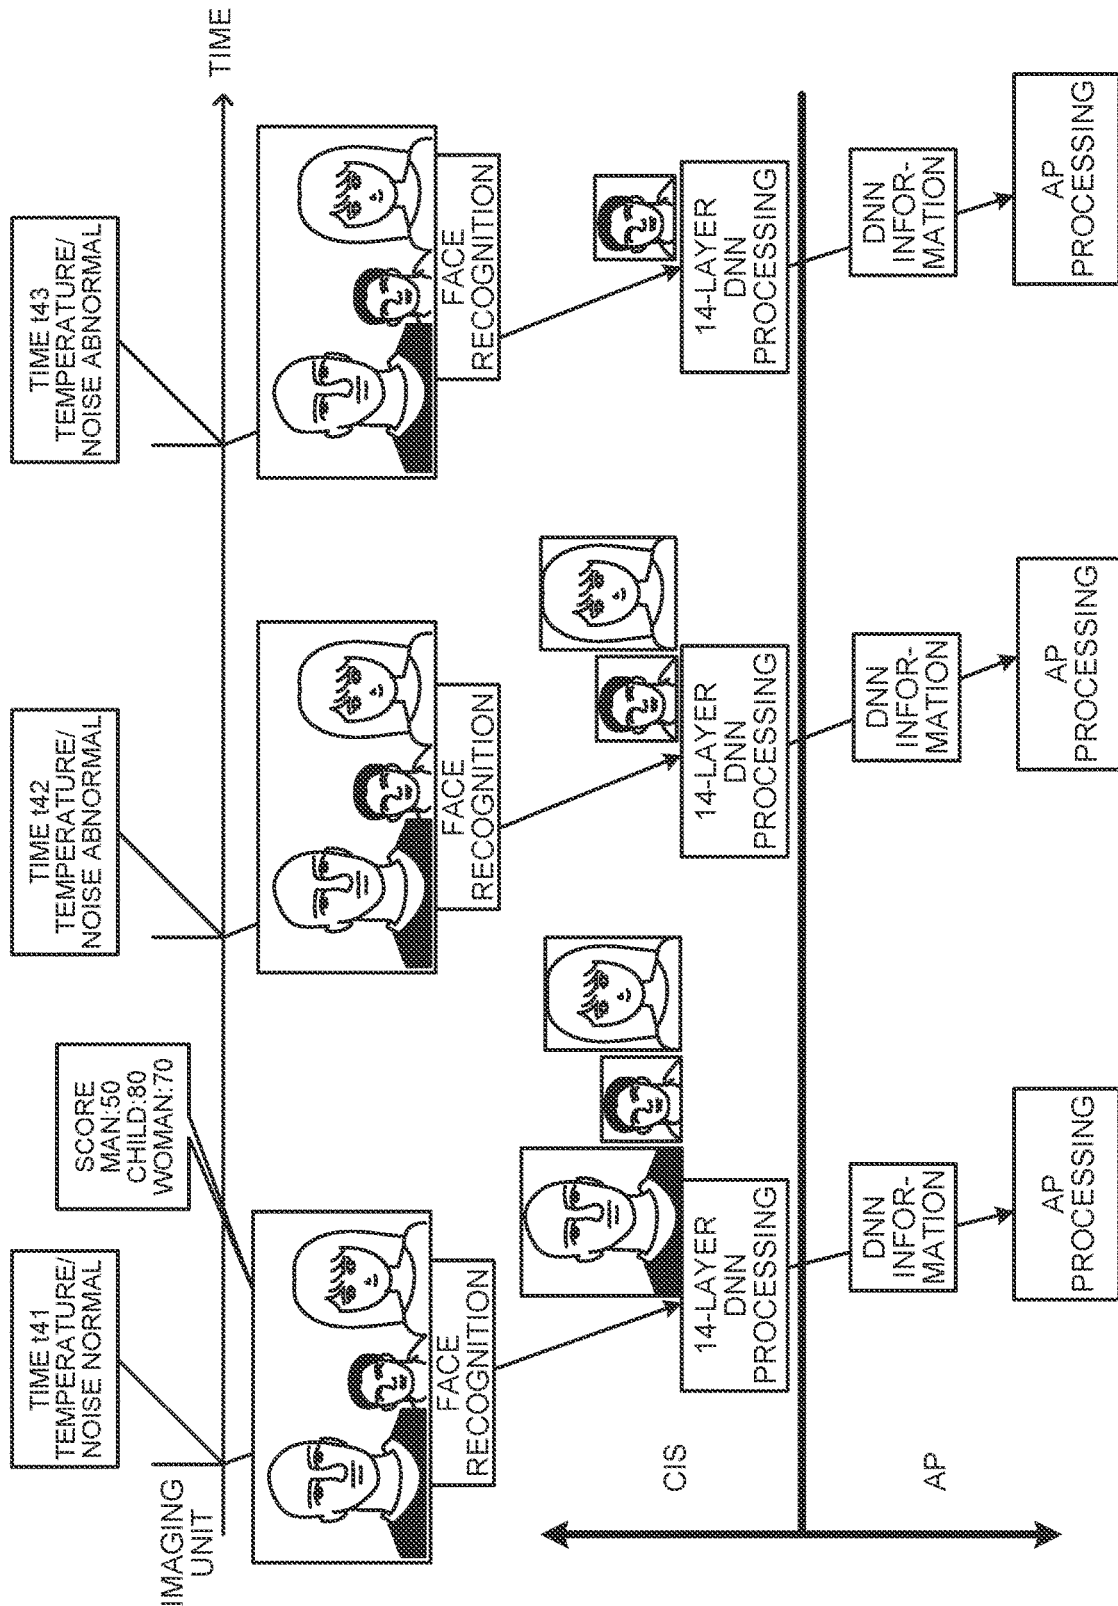 TIME t41
TEMPERATURE/
NOISE NORMAL
SCORE
MAN:50
CHILD:80
WOMAN:70
TIME t42
TEMPERATURE/
NOISE ABNORMAL
TIME t43
TEMPERATURE/
NOISE ABNORMAL
IMAGING
UNIT
TIME
FACE
RECOGNITION
FACE
RECOGNITION
FACE
RECOGNITION
CIS
14-LAYER
DNN
PROCESSING
14-LAYER
DNN
PROCESSING
14-LAYER
DNN
PROCESSING
AP
DNN
INFOR-
MATION
DNN
INFOR-
MATION
DNN
INFOR-
MATION
AP
PROCESSING
AP
PROCESSING
AP
PROCESSING